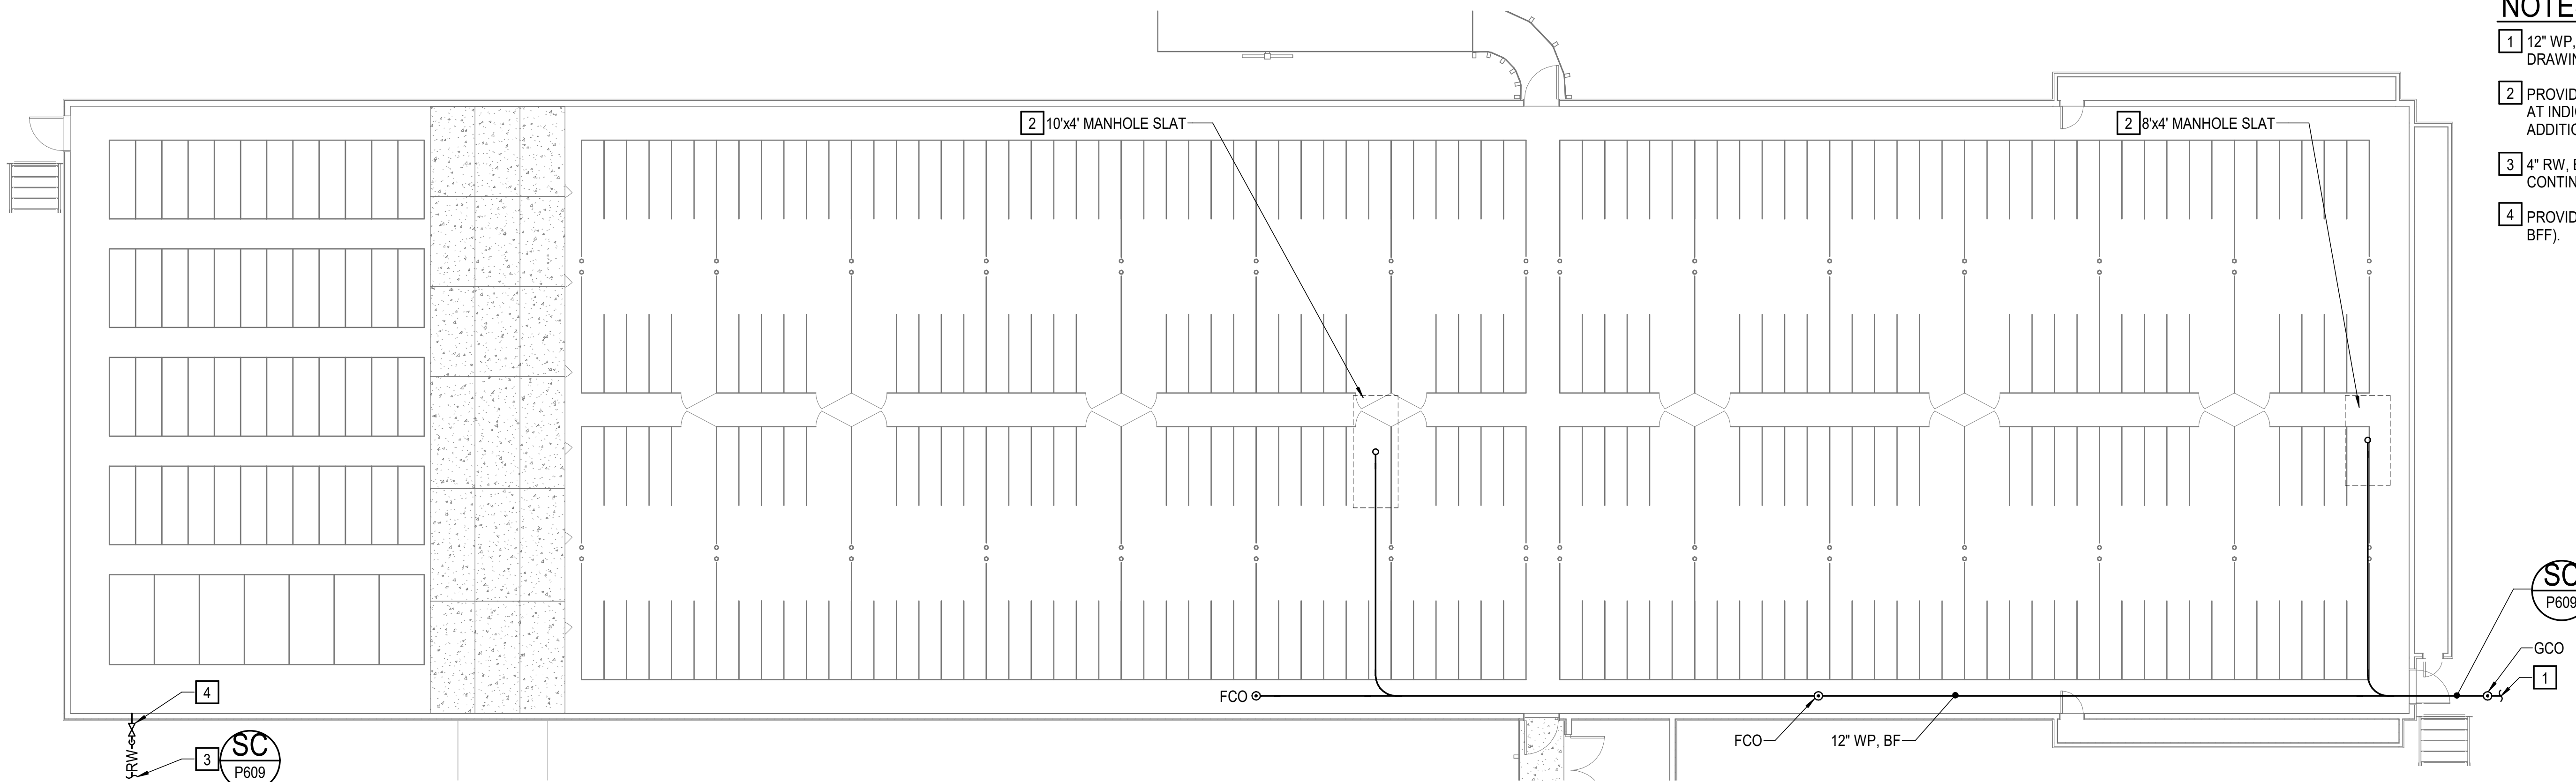 NOTE
1 12" WP,
DRAWIN
2 PROVID
AT INDIC
ADDITIO
3 4" RW, B
CONTIN
4 PROVID
BFF).
2 10'x4' MANHOLE SLAT
2 8'x4' MANHOLE SLAT
SC
P609
GCO
1
FCO
FCO
12" WP, BF
4
3
SC
P609
RW